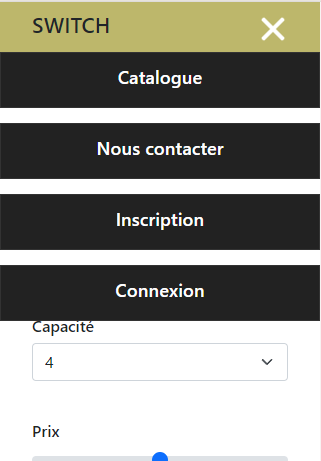 SWITCH
Catalogue
Nous contacter
Inscription
Connexion
Capacité
4
Prix